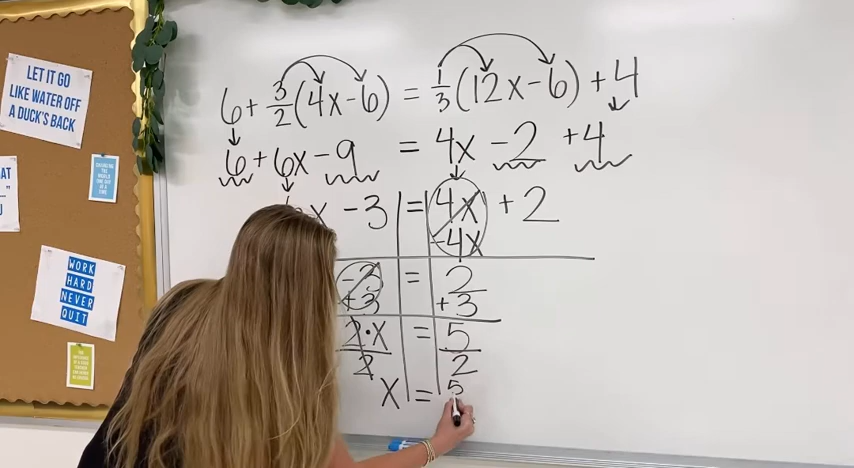 LET IT GO
LIKE WATER OFF
A DUCK'S BACK
WORK
HARD
NEVER
QUIT
6 + 3/2 (4x - 6) = 1/3 (12x - 6) + 4
6 + 6x - 9 = 4x - 2 + 4
x - 3 = 4x + 2
- 4x
- 3 = 2
+ 3 + 3
2 · x = 5
2 2
x = 5